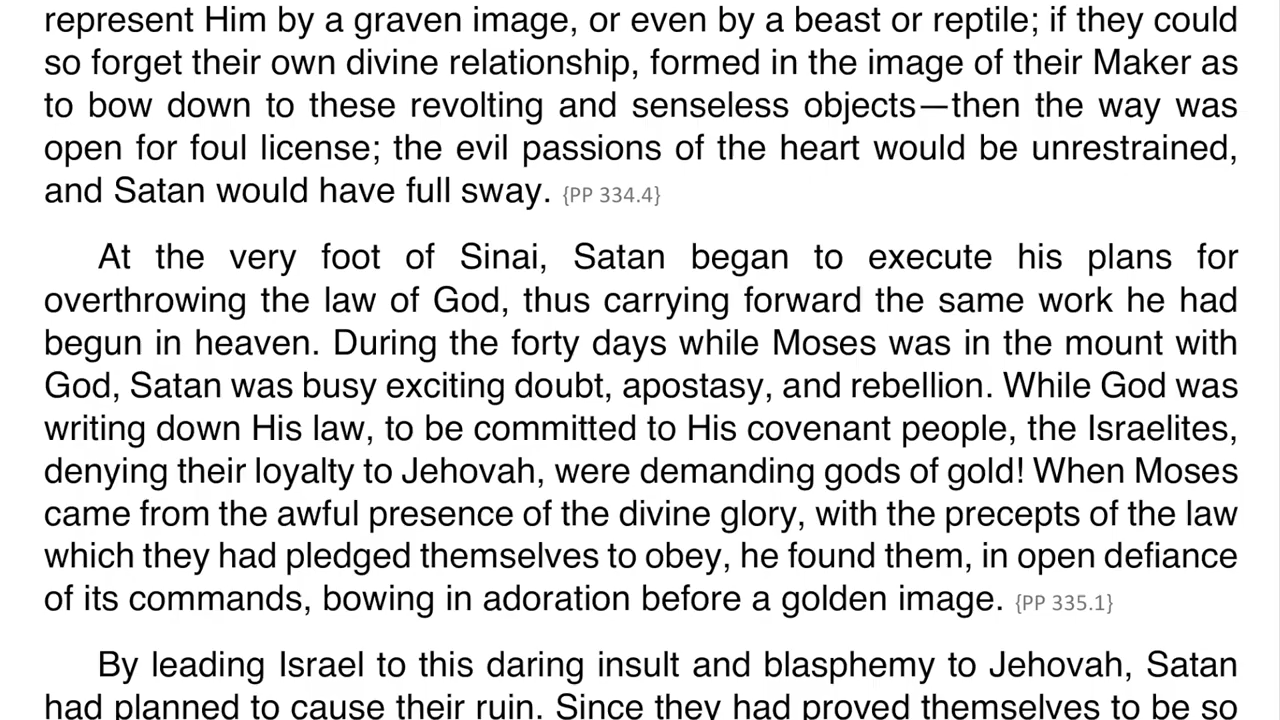 represent Him by a graven image, or even by a beast or reptile; if they could
so forget their own divine relationship, formed in the image of their Maker as
to bow down to these revolting and senseless objects—then the way was
open for foul license; the evil passions of the heart would be unrestrained,
and Satan would have full sway. {PP 334.4}
At the very foot of Sinai, Satan began to execute his plans for
overthrowing the law of God, thus carrying forward the same work he had
begun in heaven. During the forty days while Moses was in the mount with
God, Satan was busy exciting doubt, apostasy, and rebellion. While God was
writing down His law, to be committed to His covenant people, the Israelites,
denying their loyalty to Jehovah, were demanding gods of gold! When Moses
came from the awful presence of the divine glory, with the precepts of the law
which they had pledged themselves to obey, he found them, in open defiance
of its commands, bowing in adoration before a golden image. {PP 335.1}
By leading Israel to this daring insult and blasphemy to Jehovah, Satan
had planned to cause their ruin. Since they had proved themselves to be so